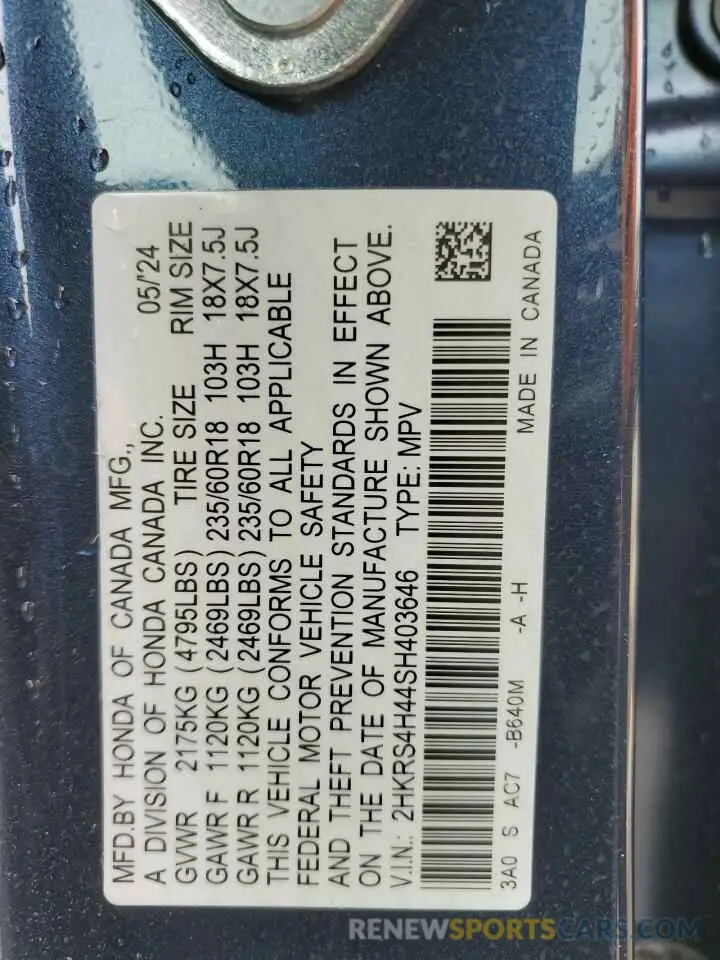 MFD.BY HONDA OF CANADA MFG.,
A DIVISION OF HONDA CANADA INC. 05/'24
GVWR 2175KG (4795LBS) TIRE SIZE RIM SIZE
GAWR F 1120KG (2469LBS) 235/60R18 103H 18X7.5J
GAWR R 1120KG (2469LBS) 235/60R18 103H 18X7.5J
THIS VEHICLE CONFORMS TO ALL APPLICABLE
FEDERAL MOTOR VEHICLE SAFETY
AND THEFT PREVENTION STANDARDS IN EFFECT
ON THE DATE OF MANUFACTURE SHOWN ABOVE.
V.I.N.: 2HKRS4H44SH403646 TYPE: MPV
3A0 S AC7 -B640M -A -H MADE IN CANADA
RENEWSPORTSCARS.COM